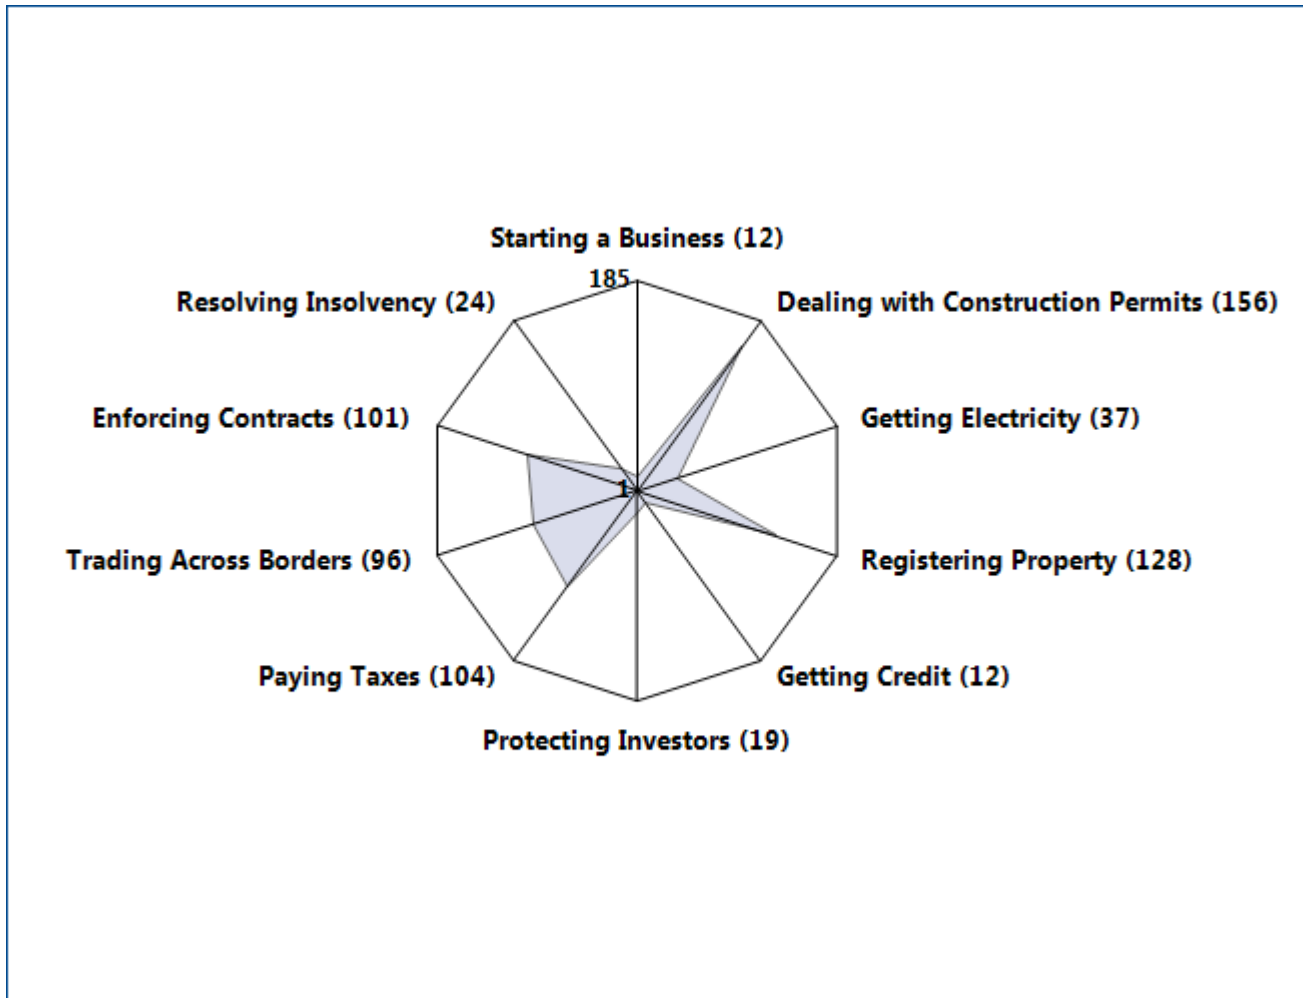 Starting a Business (12)
185
Resolving Insolvency (24)
Dealing with Construction Permits (156)
Enforcing Contracts (101)
Getting Electricity (37)
1
Trading Across Borders (96)
Registering Property (128)
Paying Taxes (104)
Getting Credit (12)
Protecting Investors (19)